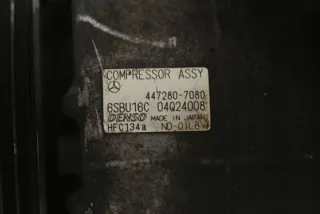 COMPRESSOR ASSY
447280-7080
6SBU16C 04Q24008
DENSO MADE IN JAPAN
HFC134a ND-OIL8